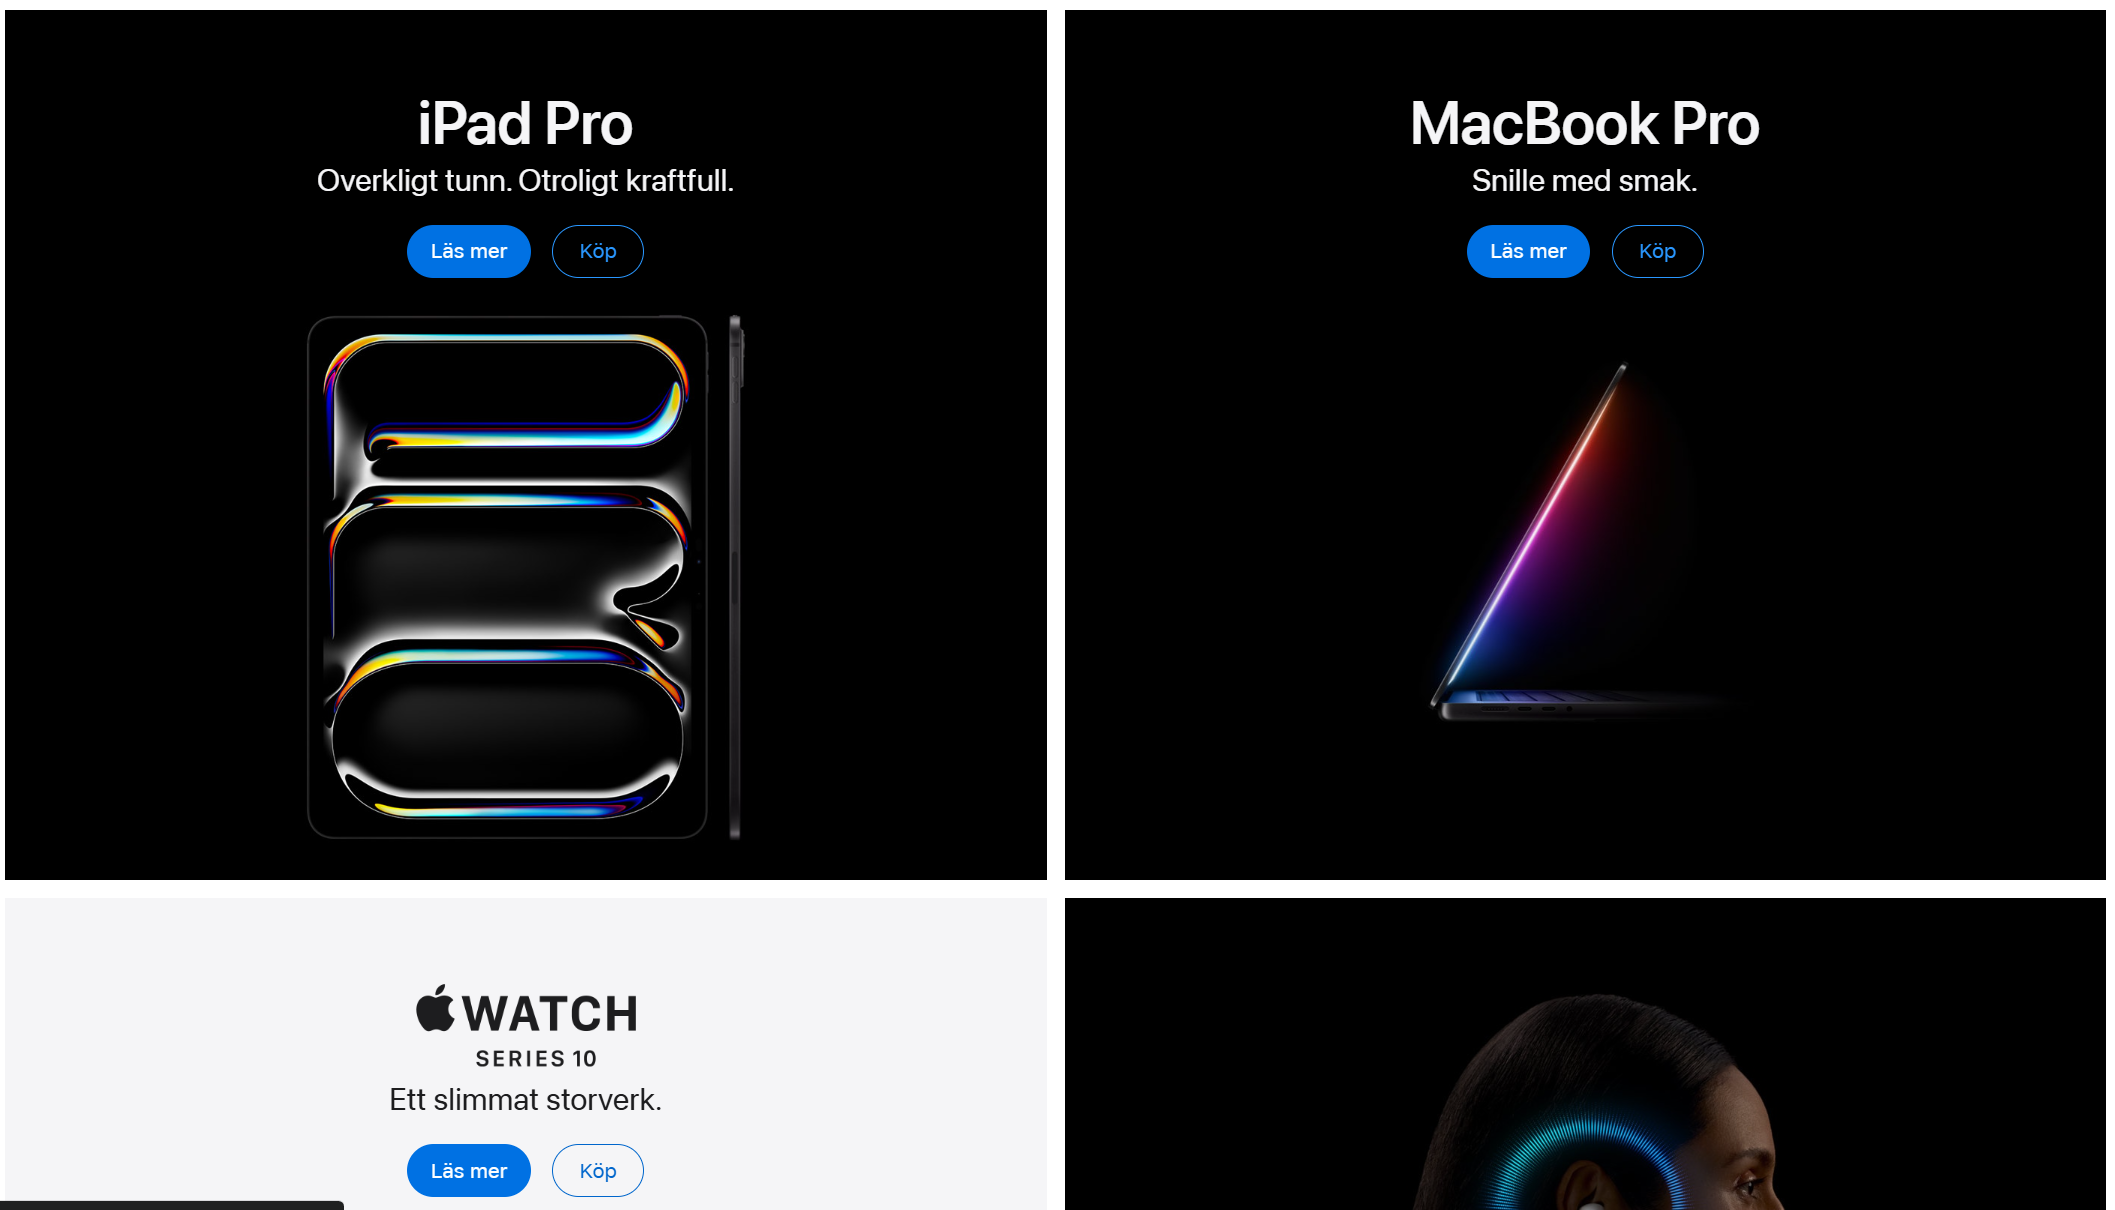 iPad Pro
Overkligt tunn. Otroligt kraftfull.
Läs mer
Köp
MacBook Pro
Snille med smak.
Läs mer
Köp
WATCH
SERIES 10
Ett slimmat storverk.
Läs mer
Köp